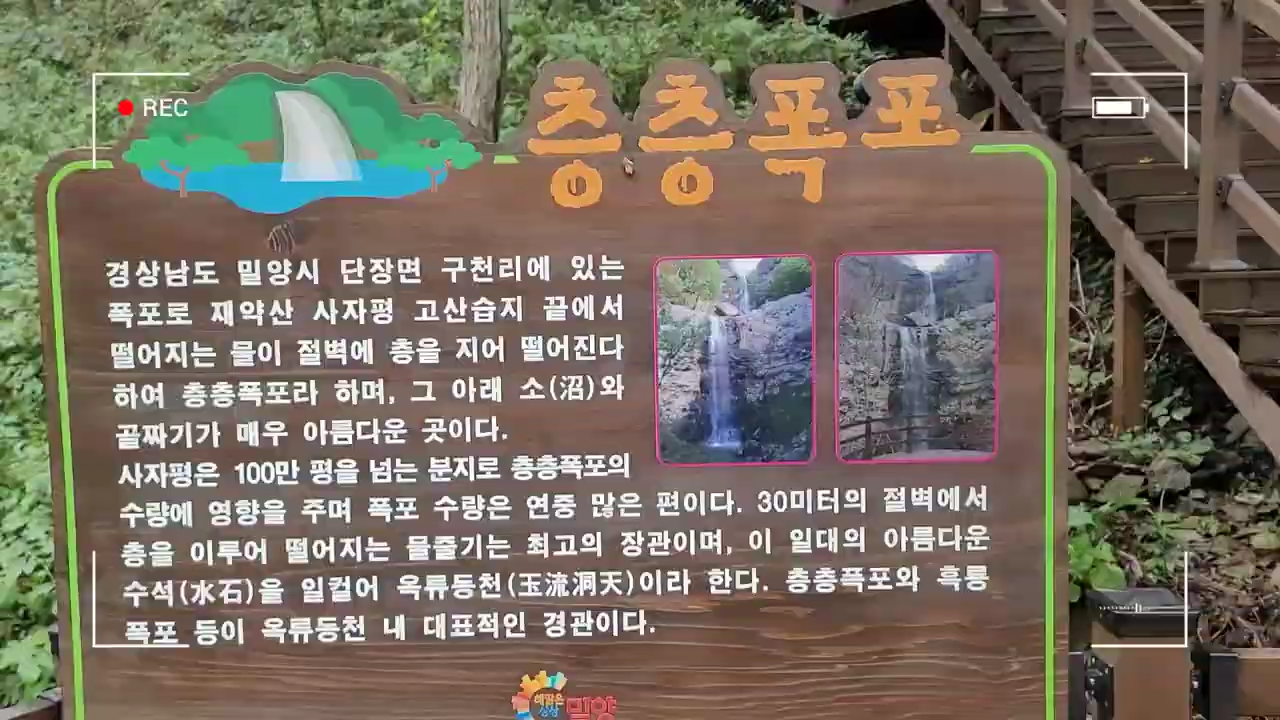 REC
층층폭포
경상남도 밀양시 단장면 구천리에 있는
폭포로 재약산 사자평 고산습지 끝에서
떨어지는 물이 절벽에 층을 지어 떨어진다
하여 층층폭포라 하며, 그 아래 소(沼)와
골짜기가 매우 아름다운 곳이다.
사자평은 100만 평을 넘는 분지로 층층폭포의
수량에 영향을 주며 폭포 수량은 연중 많은 편이다. 30미터의 절벽에서
층을 이루어 떨어지는 물줄기는 최고의 장관이며, 이 일대의 아름다운
수석(水石)을 일컬어 옥류동천(玉流洞天)이라 한다. 층층폭포와 흑룡
폭포 등이 옥류동천 내 대표적인 경관이다.
해맑은
상상
밀양